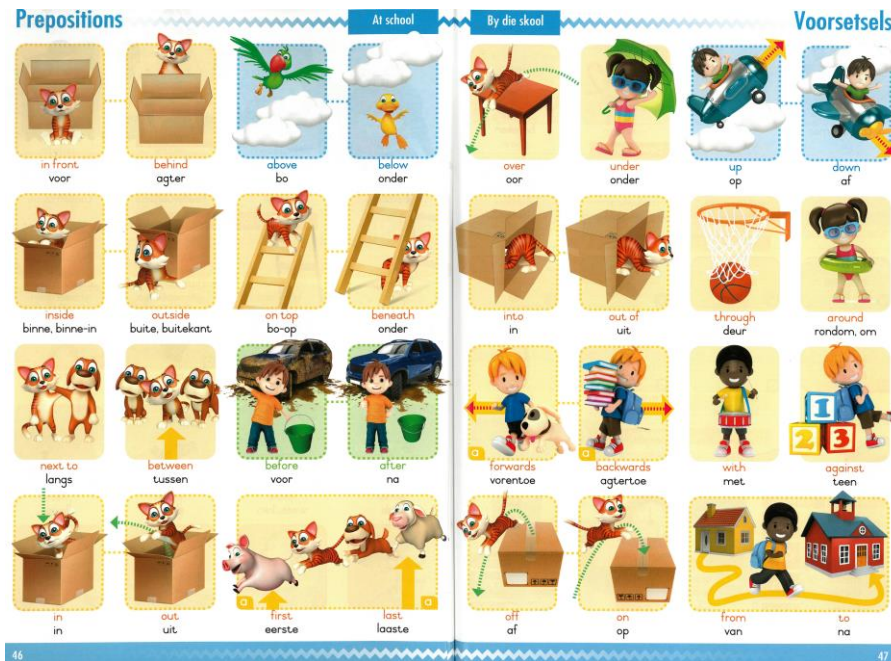 Prepositions
At school
By die skool
Voorsetsels
in front
voor
behind
agter
above
bo
below
onder
over
oor
under
onder
up
op
down
af
inside
binne, binne-in
outside
buite, buitekant
on top
bo-op
beneath
onder
into
in
out of
uit
through
deur
around
rondom, om
next to
langs
between
tussen
before
voor
after
na
a
forwards
vorentoe
a
backwards
agtertoe
with
met
1
2
3
against
teen
in
in
out
uit
a
first
eerste
a
last
laaste
off
af
on
op
from
van
to
na
46
47